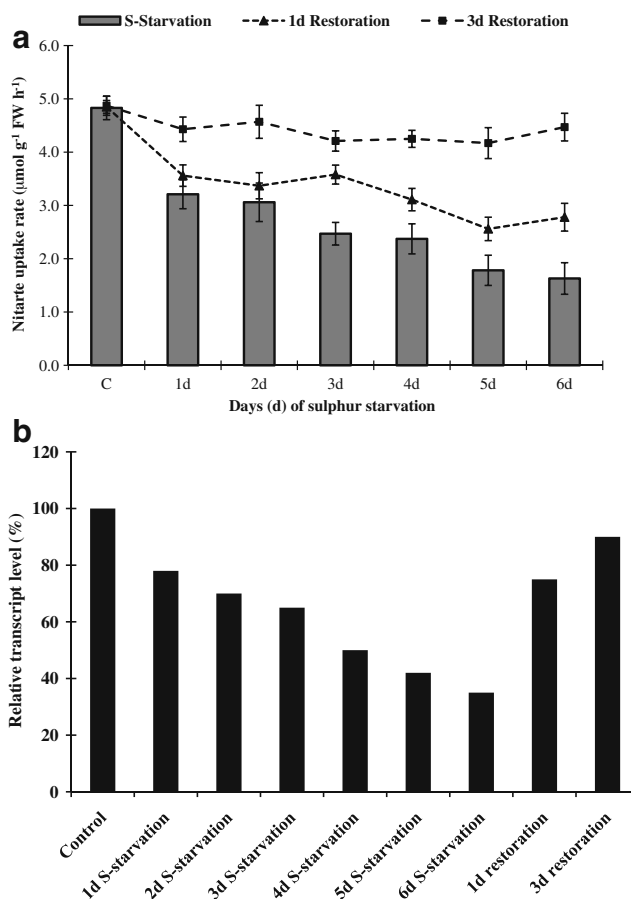 S-Starvation 1d Restoration 3d Restoration
a
6.0
5.0
4.0
3.0
2.0
1.0
0.0
Nitarte uptake rate (μmol g-1 FW h-1)
C 1d 2d 3d 4d 5d 6d
Days (d) of sulphur starvation
b
120
100
80
60
40
20
0
Relative transcript level (%)
Control
1d S-starvation
2d S-starvation
3d S-starvation
4d S-starvation
5d S-starvation
6d S-starvation
1d restoration
3d restoration